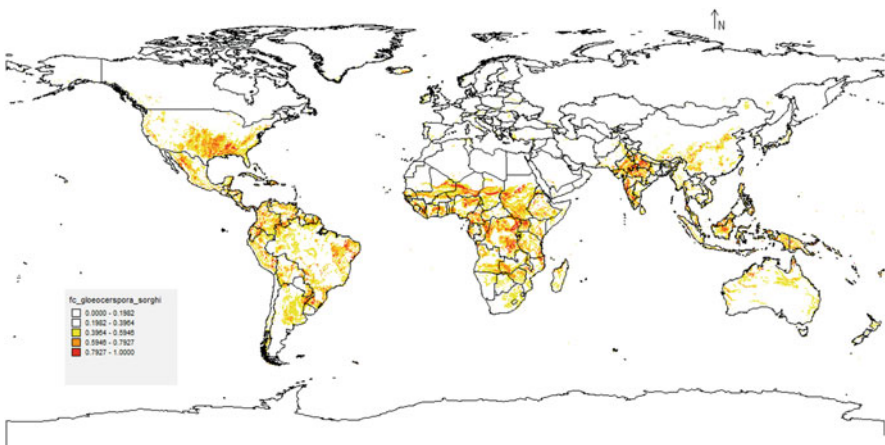 N
fc_gloeocerspora_sorghi
0.0000 - 0.1982
0.1982 - 0.3964
0.3964 - 0.5946
0.5946 - 0.7927
0.7927 - 1.0000